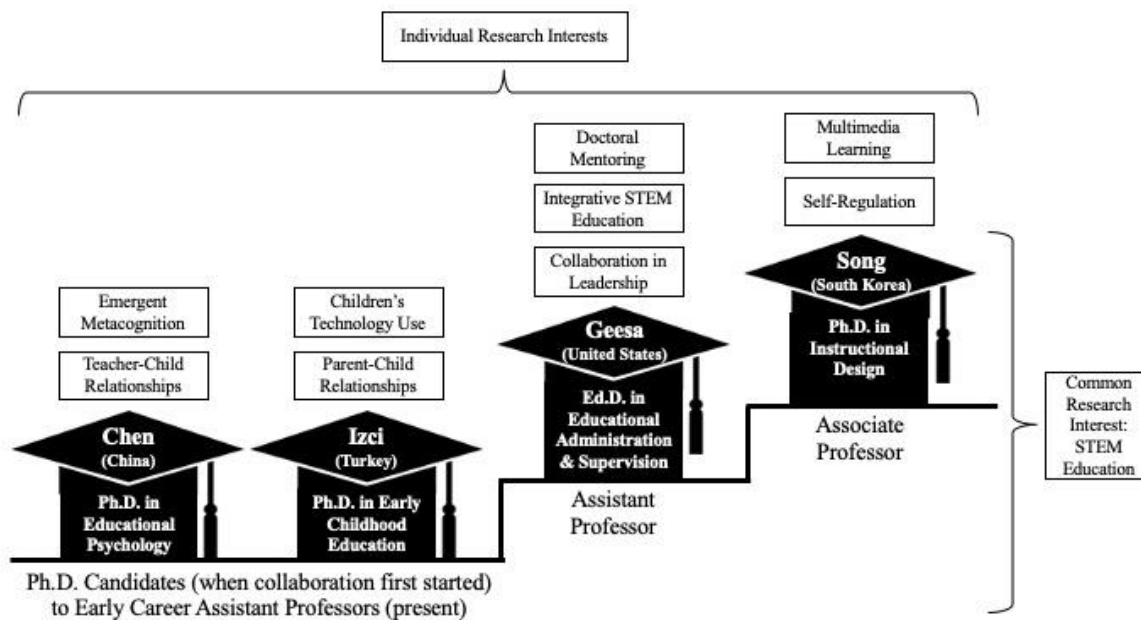 Individual Research Interests
Doctoral
Mentoring
Integrative STEM
Education
Collaboration in
Leadership
Multimedia
Learning
Self-Regulation
Emergent
Metacognition
Teacher-Child
Relationships
Children's
Technology Use
Parent-Child
Relationships
Chen
(China)
Ph.D. in
Educational
Psychology
Izci
(Turkey)
Ph.D. in Early
Childhood
Education
Geesa
(United States)
Ed.D. in
Educational
Administration
& Supervision
Song
(South Korea)
Ph.D. in
Instructional
Design
Ph.D. Candidates (when collaboration first started)
to Early Career Assistant Professors (present)
Assistant
Professor
Associate
Professor
Common
Research
Interest:
STEM
Education